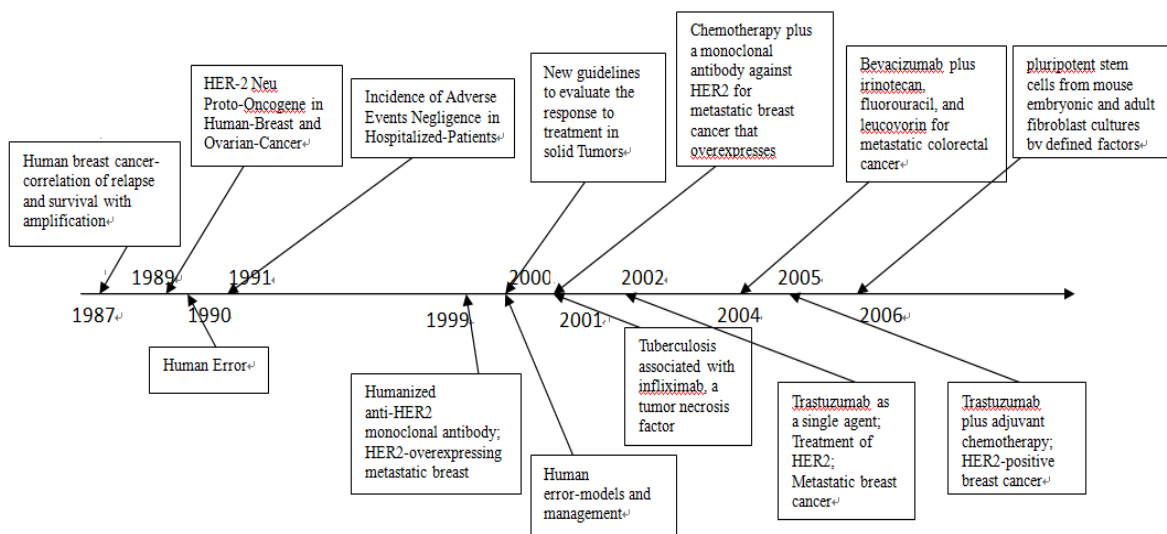 Human breast cancer-
correlation of relapse
and survival with
amplification
HER-2 Neu
Proto-Oncogene in
Human-Breast and
Ovarian-Cancer
Incidence of Adverse
Events Negligence in
Hospitalized-Patients
New guidelines
to evaluate the
response to
treatment in
solid Tumors
Chemotherapy plus
a monoclonal
antibody against
HER2 for
metastatic breast
cancer that
overexpresses
Bevacizumab plus
irinotecan,
fluorouracil, and
leucovorin for
metastatic colorectal
cancer
pluripotent stem
cells from mouse
embryonic and adult
fibroblast cultures
by defined factors
1989
1991
2000
2002
2005
1987
1990
1999
2001
2004
2006
Human Error
Humanized
anti-HER2
monoclonal antibody;
HER2-overexpressing
metastatic breast
Human
error-models and
management
Tuberculosis
associated with
infliximab, a
tumor necrosis
factor
Trastuzumab as
a single agent;
Treatment of
HER2;
Metastatic breast
cancer
Trastuzumab
plus adjuvant
chemotherapy;
HER2-positive
breast cancer